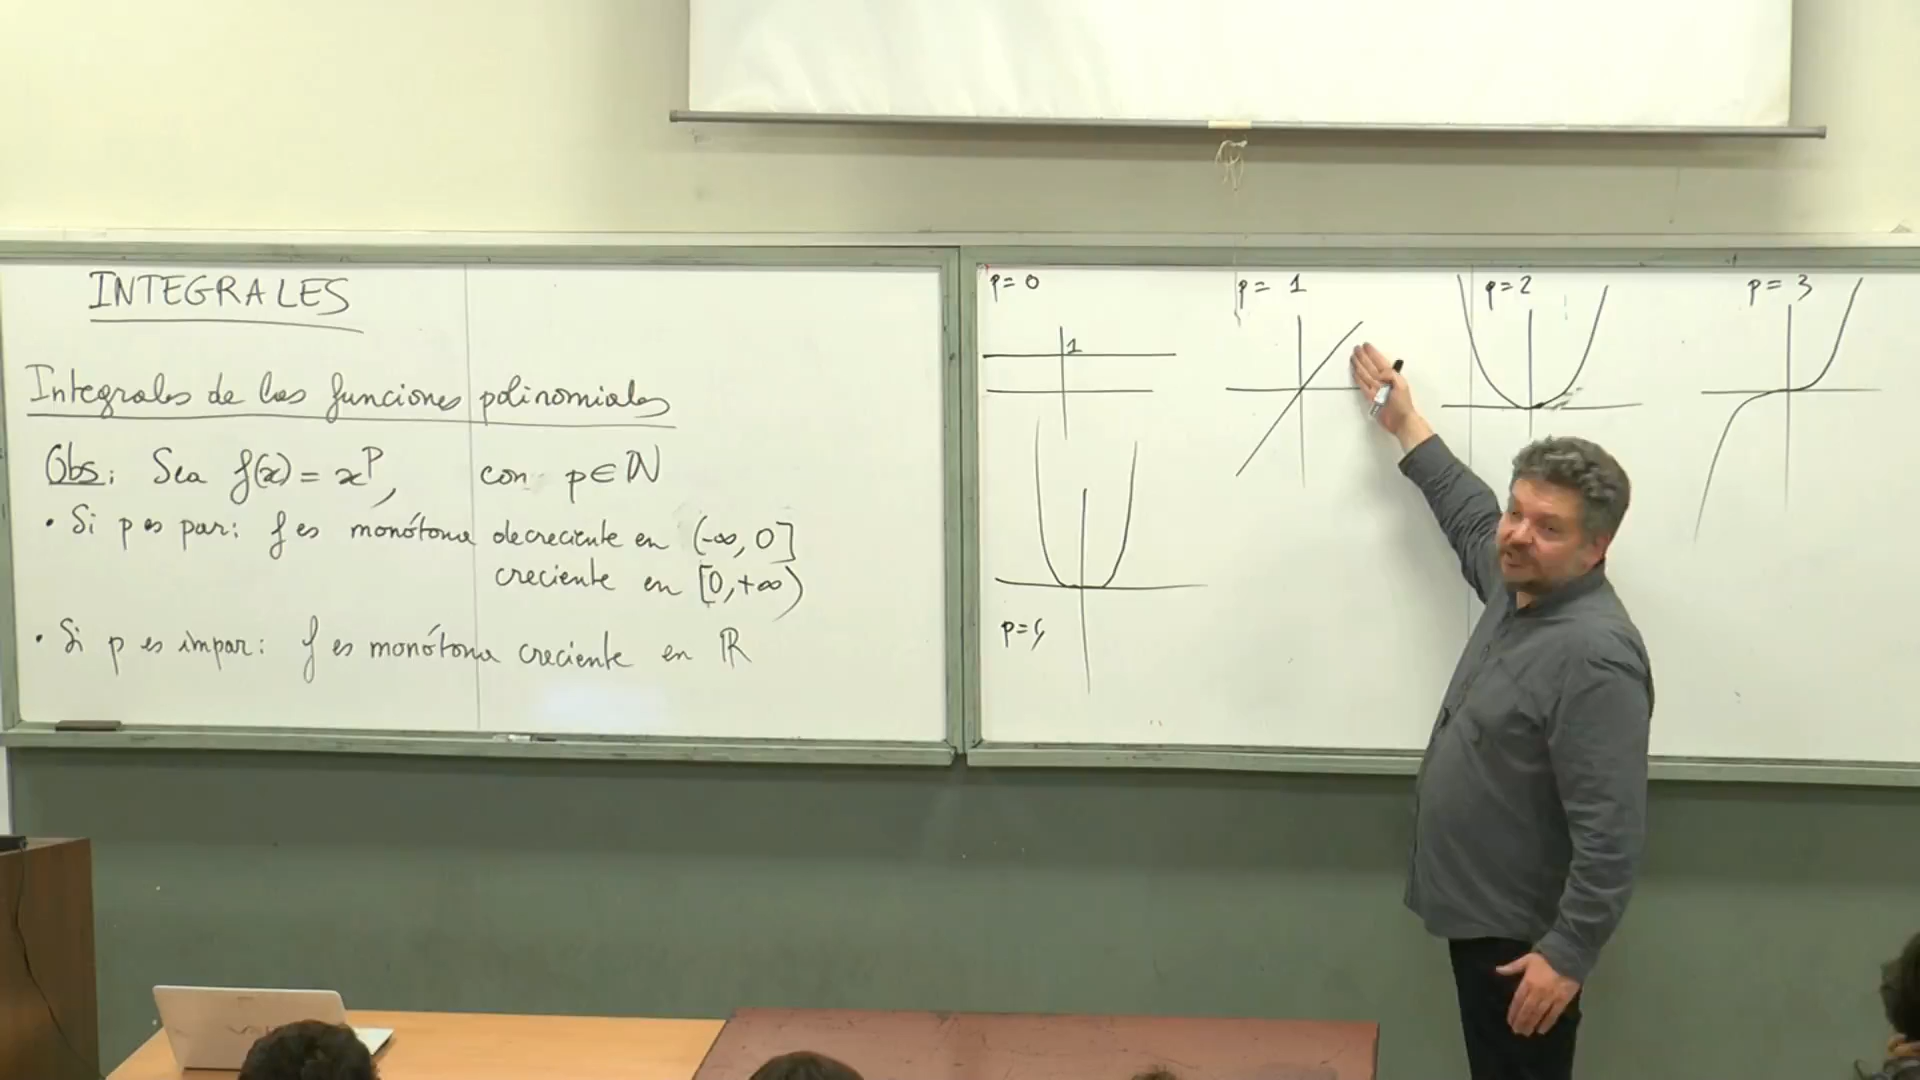 INTEGRALES
Integrales de las funciones polinomiales
Obs: Sea f(x) = x^p, con p ∈ ℕ
• Si p es par: f es monótona decreciente en (-∞, 0]
creciente en [0, +∞)
• Si p es impar: f es monótona creciente en ℝ
p = 0
1
p = 1
p = 2
p = 3
p =